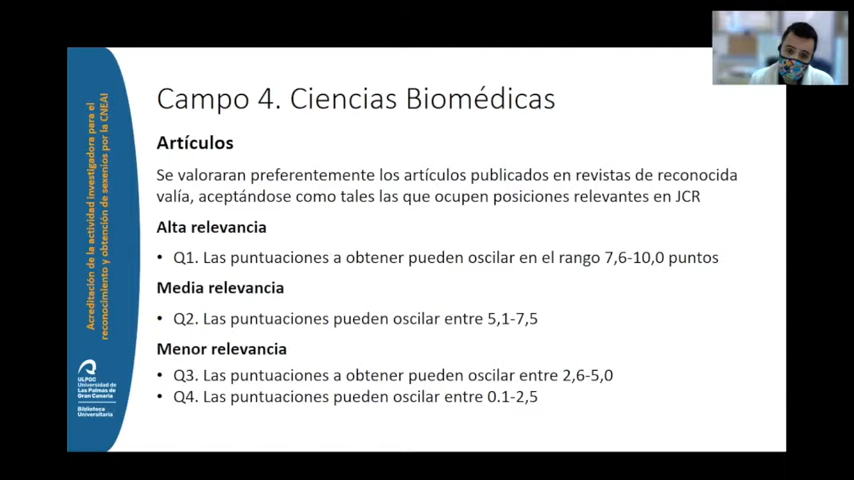 Campo 4. Ciencias Biomédicas
Artículos
Se valoraran preferentemente los artículos publicados en revistas de reconocida
valía, aceptándose como tales las que ocupen posiciones relevantes en JCR
Alta relevancia
• Q1. Las puntuaciones a obtener pueden oscilar en el rango 7,6-10,0 puntos
Media relevancia
• Q2. Las puntuaciones pueden oscilar entre 5,1-7,5
Menor relevancia
• Q3. Las puntuaciones a obtener pueden oscilar entre 2,6-5,0
• Q4. Las puntuaciones pueden oscilar entre 0.1-2,5
Acreditación de la actividad investigadora para el
reconocimiento y obtención de sexenios por la CNEAI
ULPGC
Universidad de
Las Palmas de
Gran Canaria
Biblioteca
Universitaria